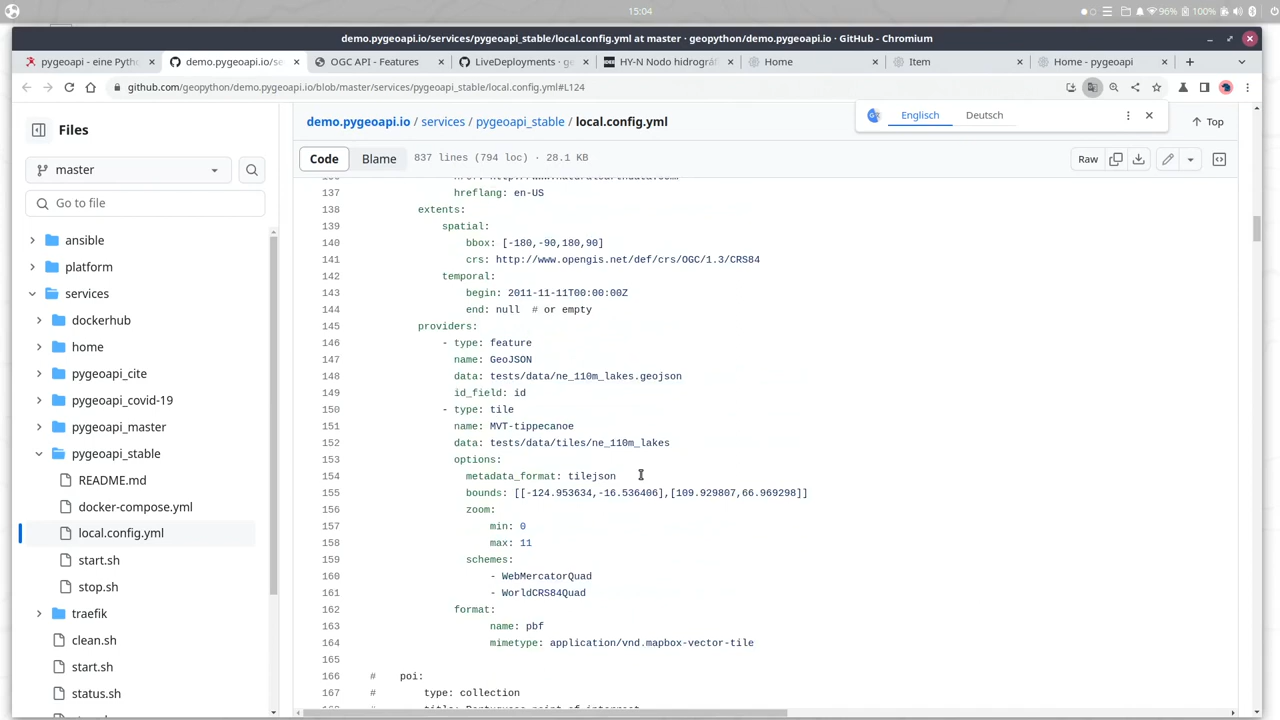 15:04
96%
100%
demo.pygeoapi.io/services/pygeoapi_stable/local.config.yml at master · geopython/demo.pygeoapi.io · GitHub - Chromium
pygeoapi - eine Pyth
demo.pygeoapi.io/se
OGC API - Features
LiveDeployments · ge
HY-N Nodo hidrográf
Home
Item
Home - pygeoapi
github.com/geopython/demo.pygeoapi.io/blob/master/services/pygeoapi_stable/local.config.yml#L124
Englisch
Deutsch
Files
master
Go to file
ansible
platform
services
dockerhub
home
pygeoapi_cite
pygeoapi_covid-19
pygeoapi_master
pygeoapi_stable
README.md
docker-compose.yml
local.config.yml
start.sh
stop.sh
traefik
clean.sh
start.sh
status.sh
demo.pygeoapi.io / services / pygeoapi_stable / local.config.yml
Top
Code
Blame
837 lines (794 loc) · 28.1 KB
Raw
137 hreflang: en-US
138 extents:
139 spatial:
140 bbox: [-180,-90,180,90]
141 crs: http://www.opengis.net/def/crs/OGC/1.3/CRS84
142 temporal:
143 begin: 2011-11-11T00:00:00Z
144 end: null # or empty
145 providers:
146 - type: feature
147 name: GeoJSON
148 data: tests/data/ne_110m_lakes.geojson
149 id_field: id
150 - type: tile
151 name: MVT-tippecanoe
152 data: tests/data/tiles/ne_110m_lakes
153 options:
154 metadata_format: tilejson
155 bounds: [[-124.953634,-16.536406],[109.929807,66.969298]]
156 zoom:
157 min: 0
158 max: 11
159 schemes:
160 - WebMercatorQuad
161 - WorldCRS84Quad
162 format:
163 name: pbf
164 mimetype: application/vnd.mapbox-vector-tile
165
166 # poi:
167 # type: collection